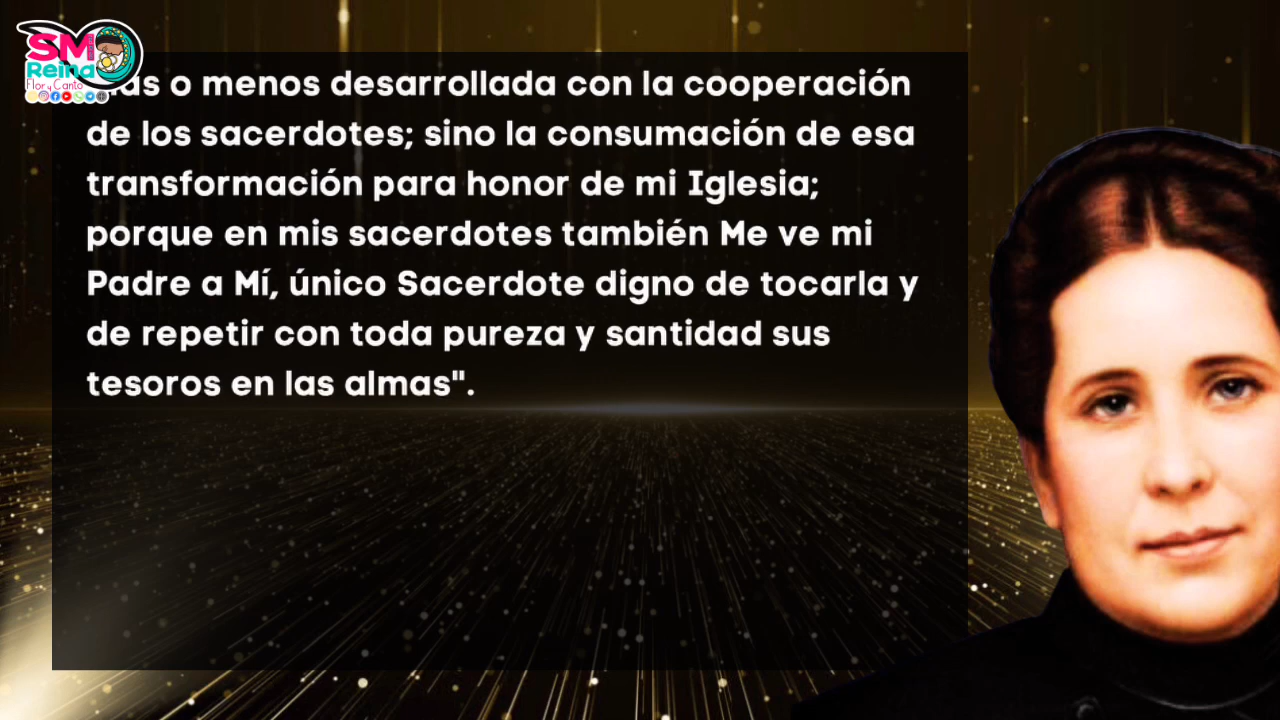 SM
Reina
Flor y Canto
o menos desarrollada con la cooperación
de los sacerdotes; sino la consumación de esa
transformación para honor de mi Iglesia;
porque en mis sacerdotes también Me ve mi
Padre a Mí, único Sacerdote digno de tocarla y
de repetir con toda pureza y santidad sus
tesoros en las almas".